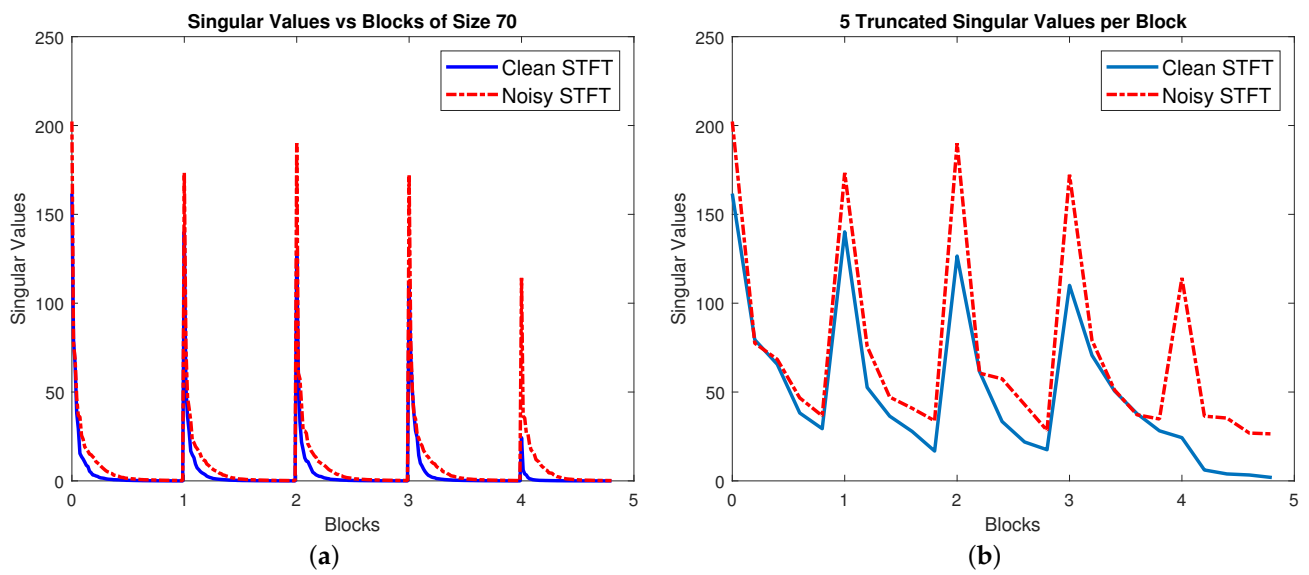 Singular Values vs Blocks of Size 70
250
200
150
100
50
0
Singular Values
Clean STFT
Noisy STFT
0 1 2 3 4 5
Blocks
(a)
5 Truncated Singular Values per Block
250
200
150
100
50
0
Singular Values
Clean STFT
Noisy STFT
0 1 2 3 4 5
Blocks
(b)